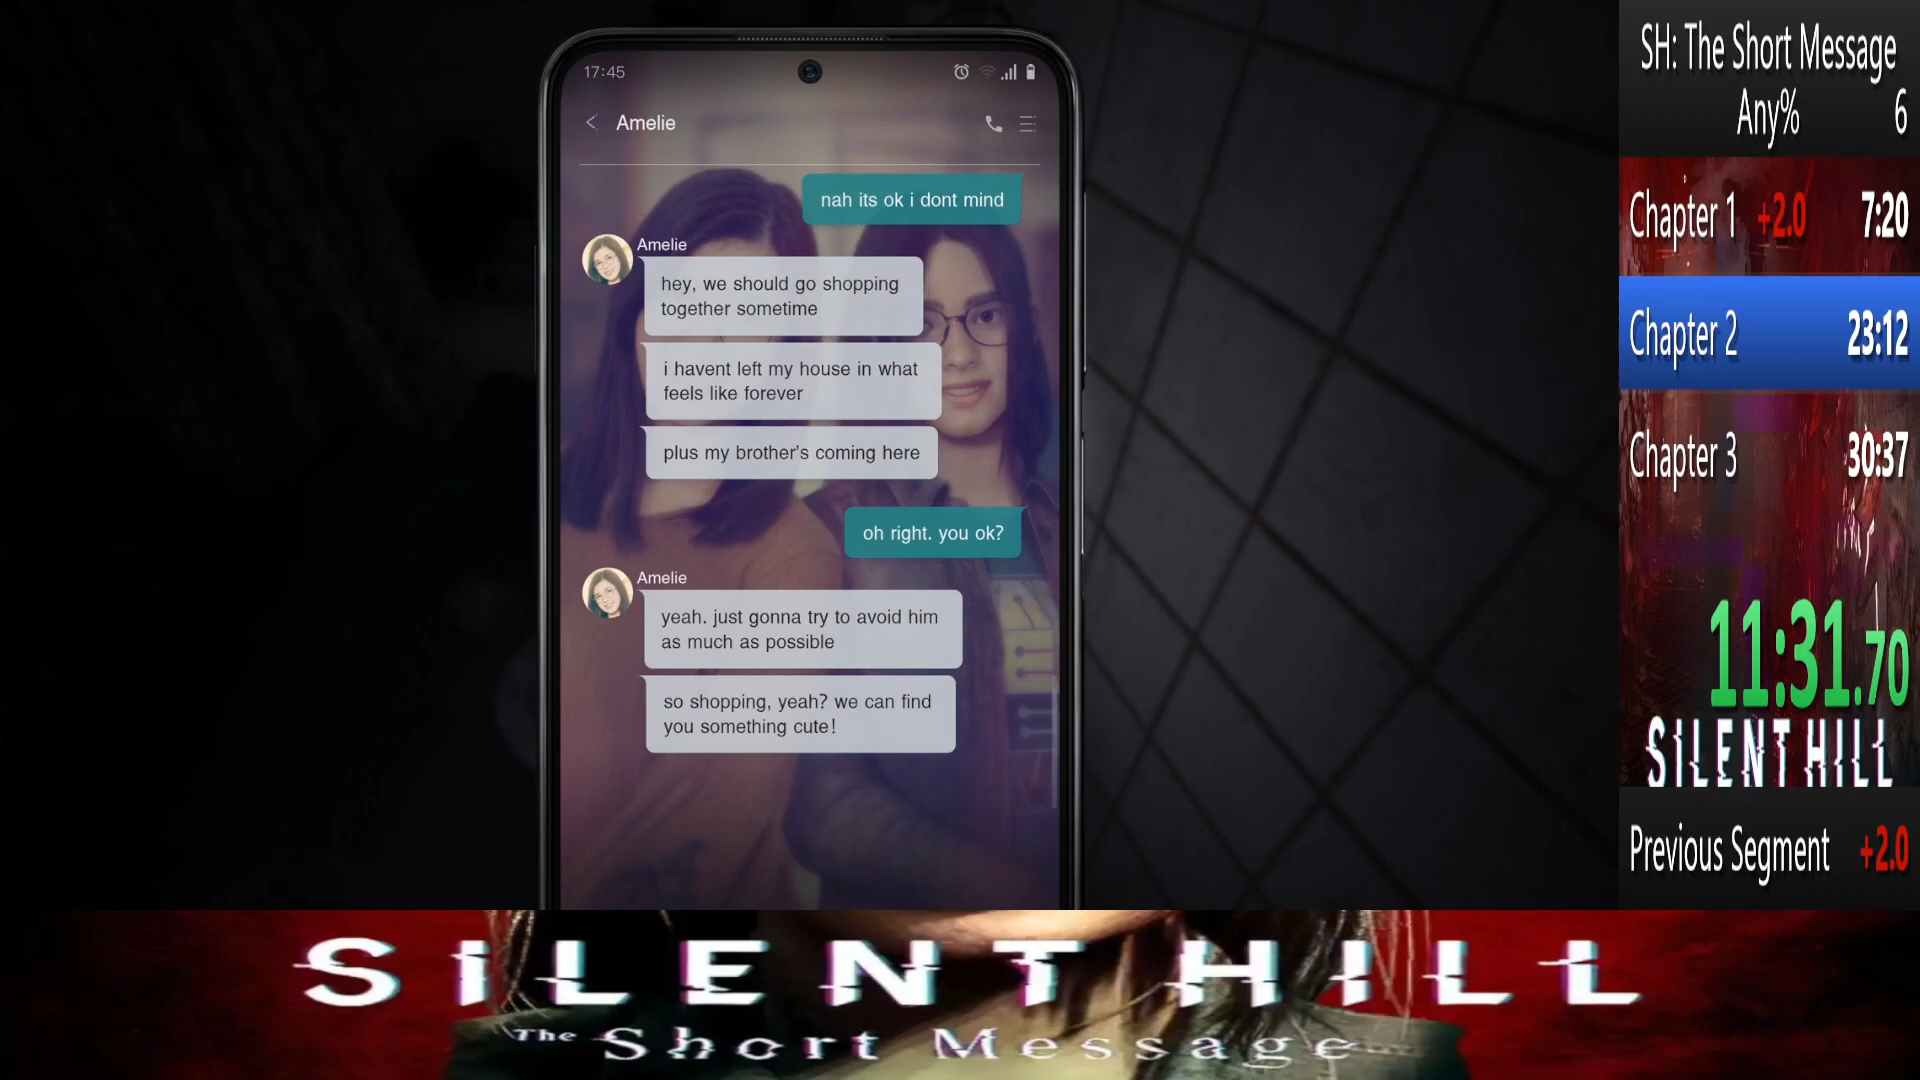 17:45
Amelie
nah its ok i dont mind
Amelie
hey, we should go shopping
together sometime
i havent left my house in what
feels like forever
plus my brother's coming here
oh right. you ok?
Amelie
yeah. just gonna try to avoid him
as much as possible
so shopping, yeah? we can find
you something cute!
SH: The Short Message
Any% 6
Chapter 1 +2.0 7:20
Chapter 2 23:12
Chapter 3 30:37
11:31.70
SILENT HILL
Previous Segment +2.0
SILENT HILL
The Short Message